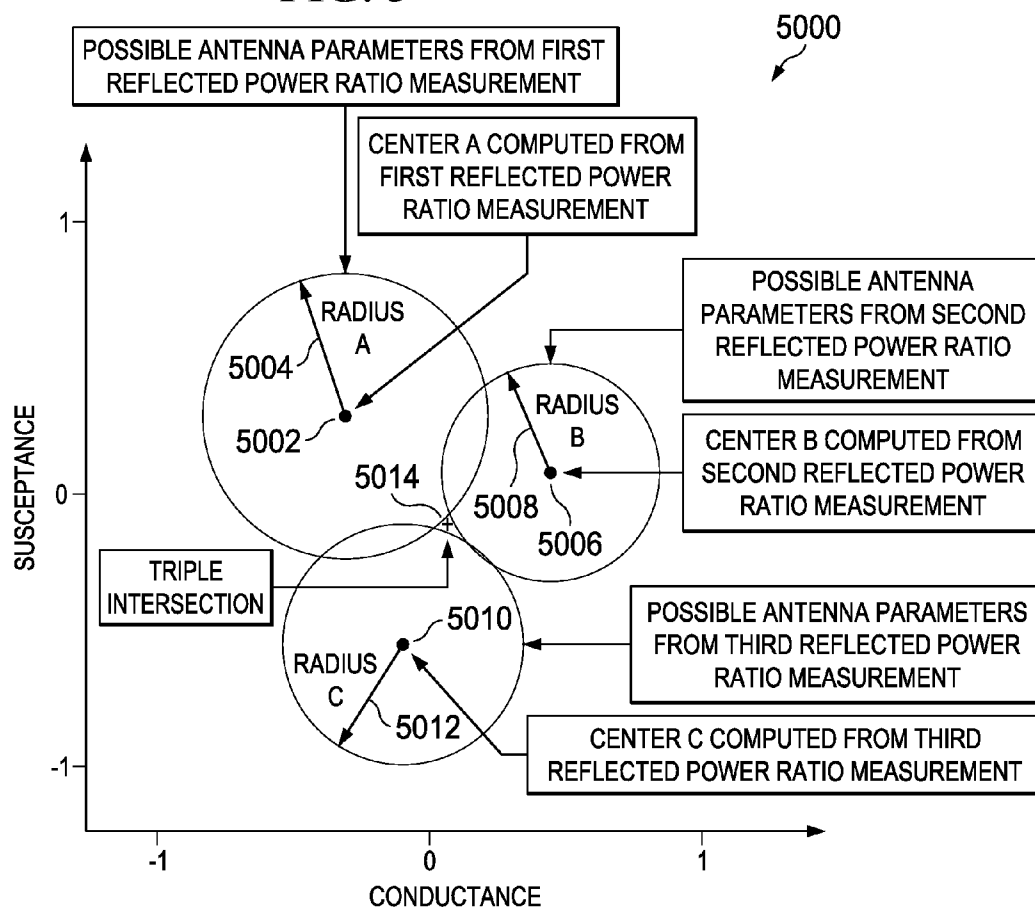 5000
POSSIBLE ANTENNA PARAMETERS FROM FIRST
REFLECTED POWER RATIO MEASUREMENT
CENTER A COMPUTED FROM
FIRST REFLECTED POWER
RATIO MEASUREMENT
1
POSSIBLE ANTENNA
PARAMETERS FROM SECOND
REFLECTED POWER RATIO
MEASUREMENT
RADIUS
A
5004
5002
RADIUS
B
5008
5006
CENTER B COMPUTED FROM
SECOND REFLECTED POWER
RATIO MEASUREMENT
SUSCEPTANCE
0
5014
TRIPLE
INTERSECTION
5010
RADIUS
C
5012
POSSIBLE ANTENNA PARAMETERS
FROM THIRD REFLECTED POWER
RATIO MEASUREMENT
CENTER C COMPUTED FROM THIRD
REFLECTED POWER RATIO MEASUREMENT
-1
-1
0
1
CONDUCTANCE